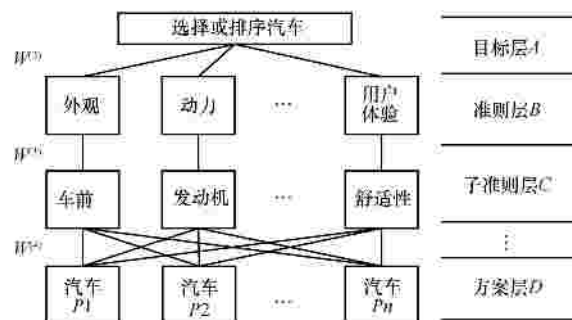 选择或排序汽车
目标层A
外观
动力
…
用户
体验
准则层B
车前
发动机
…
舒适性
子准则层C
⋮
汽车
P1
汽车
P2
…
汽车
Pn
方案层D